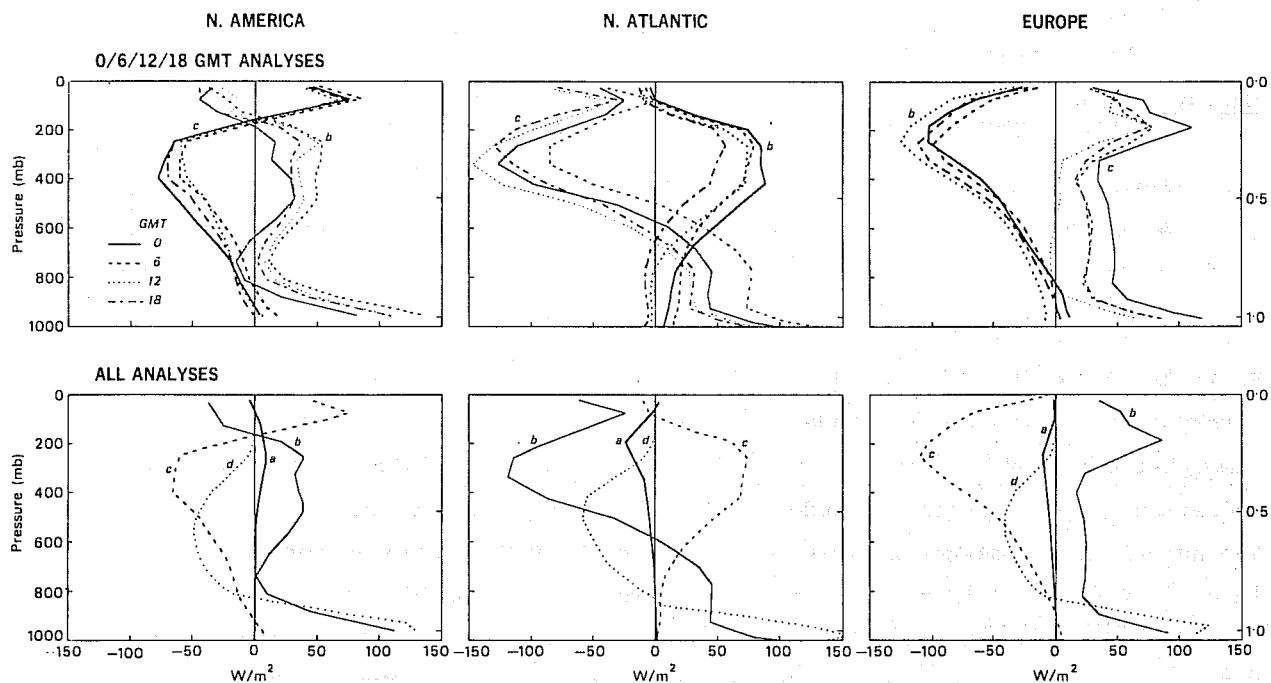 N. AMERICA
N. ATLANTIC
EUROPE
0/6/12/18 GMT ANALYSES
0
200
400
600
800
1000
Pressure (mb)
GMT
0
6
12
18
c
b
c
b
b
c
0·0
0·5
1·0
ALL ANALYSES
0
200
400
600
800
1000
Pressure (mb)
c
d
a
b
b
a
d
c
c
d
a
b
0·0
0·5
1·0
-150 -100 -50 0 50 100 150
-100 -50 0 50 100 150
-100 -50 0 50 100 150
W/m²
W/m²
W/m²